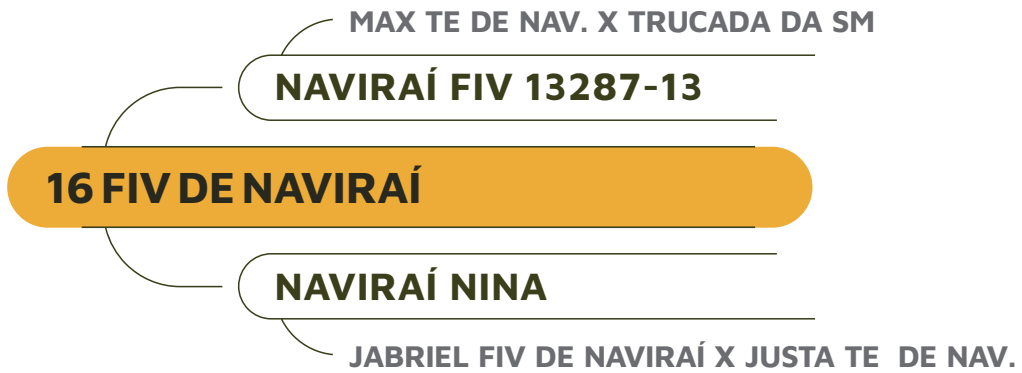 MAX TE DE NAV. X TRUCADA DA SM
NAVIRAÍ FIV 13287-13
16 FIV DE NAVIRAÍ
NAVIRAÍ NINA
JABRIEL FIV DE NAVIRAÍ X JUSTA TE DE NAV.